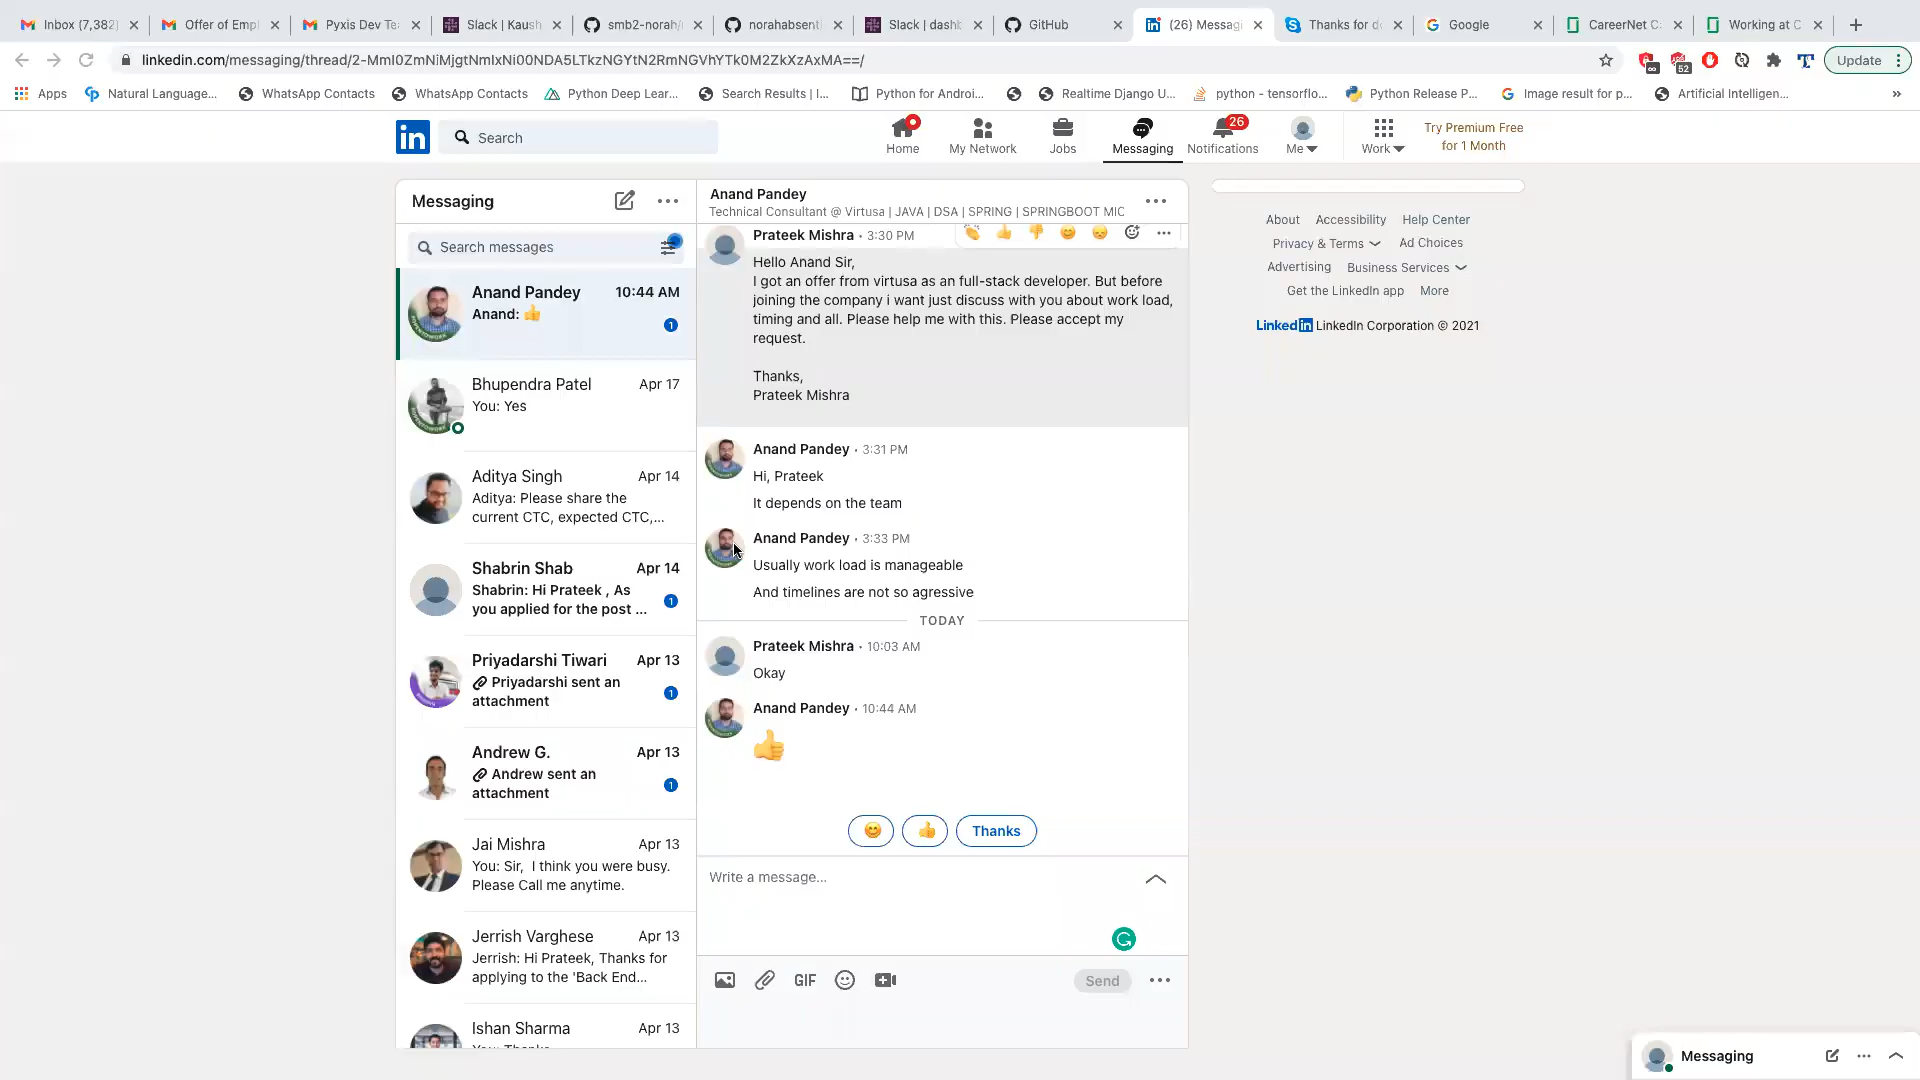 Inbox (7,382)
Offer of Emp
Pyxis Dev Te
Slack | Kaush
smb2-norah/
norahabsent
Slack | dash
GitHub
(26) Messagi
Thanks for d
Google
CareerNet C
Working at C
linkedin.com/messaging/thread/2-MmI0ZmNiMjgtNmIxNi00NDA5LTkzNGYtN2RmNGVhYTk0M2ZkXzAxMA==/
52
Update
Apps
Natural Language...
WhatsApp Contacts
WhatsApp Contacts
Python Deep Lear...
Search Results | I...
Python for Androi...
Realtime Django U...
python - tensorflo...
Python Release P...
Image result for p...
Artificial Intelligen...
»
in
Search
Home
My Network
Jobs
Messaging
26
Notifications
Me
Work
Try Premium Free
for 1 Month
Messaging
Search messages
Anand Pandey 10:44 AM
Anand: 👍
1
Bhupendra Patel Apr 17
You: Yes
Aditya Singh Apr 14
Aditya: Please share the
current CTC, expected CTC,...
Shabrin Shab Apr 14
Shabrin: Hi Prateek , As
you applied for the post ...
1
Priyadarshi Tiwari Apr 13
Priyadarshi sent an
attachment
1
Andrew G. Apr 13
Andrew sent an
attachment
1
Jai Mishra Apr 13
You: Sir,  I think you were busy.
Please Call me anytime.
Jerrish Varghese Apr 13
Jerrish: Hi Prateek, Thanks for
applying to the 'Back End...
Ishan Sharma Apr 13
You: Thanks
Anand Pandey
Technical Consultant @ Virtusa | JAVA | DSA | SPRING | SPRINGBOOT MIC
Prateek Mishra • 3:30 PM
Hello Anand Sir,
I got an offer from virtusa as an full-stack developer. But before
joining the company i want just discuss with you about work load,
timing and all. Please help me with this. Please accept my
request.
Thanks,
Prateek Mishra
Anand Pandey • 3:31 PM
Hi, Prateek
It depends on the team
Anand Pandey • 3:33 PM
Usually work load is manageable
And timelines are not so agressive
TODAY
Prateek Mishra • 10:03 AM
Okay
Anand Pandey • 10:44 AM
👍
😊
👍
Thanks
Write a message...
GIF
Send
About Accessibility Help Center
Privacy & Terms Ad Choices
Advertising Business Services
Get the LinkedIn app More
LinkedIn LinkedIn Corporation © 2021
Messaging